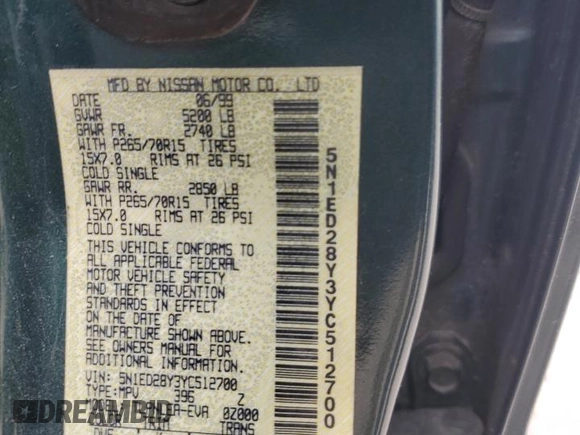 MFD BY NISSAN MOTOR CO., LTD
DATE 06/99
GVWR 5200 LB
GAWR FR. 2740 LB
WITH P265/70R15 TIRES
15X7.0 RIMS AT 26 PSI
COLD SINGLE
GAWR RR. 2850 LB
WITH P265/70R15 TIRES
15X7.0 RIMS AT 26 PSI
COLD SINGLE
THIS VEHICLE CONFORMS TO
ALL APPLICABLE FEDERAL
MOTOR VEHICLE SAFETY
AND THEFT PREVENTION
STANDARDS IN EFFECT
ON THE DATE OF
MANUFACTURE SHOWN ABOVE.
SEE OWNERS MANUAL FOR
ADDITIONAL INFORMATION.
VIN: 5N1ED28Y3YC512700
TYPE:MPV 396 Z
EVA 0Z000
TRIM TRANS
5N1ED28Y3YC512700
© DEALERSCAR.IO